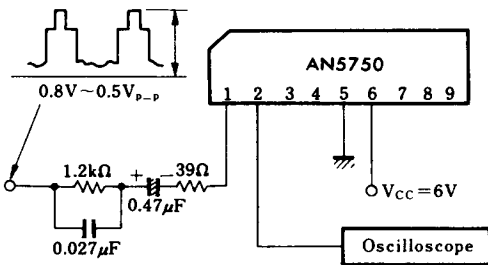 AN5750
1 2 3 4 5 6 7 8 9
0.8V~0.5Vp-p
1.2kΩ
+
−
39Ω
0.47μF
0.027μF
VCC=6V
Oscilloscope